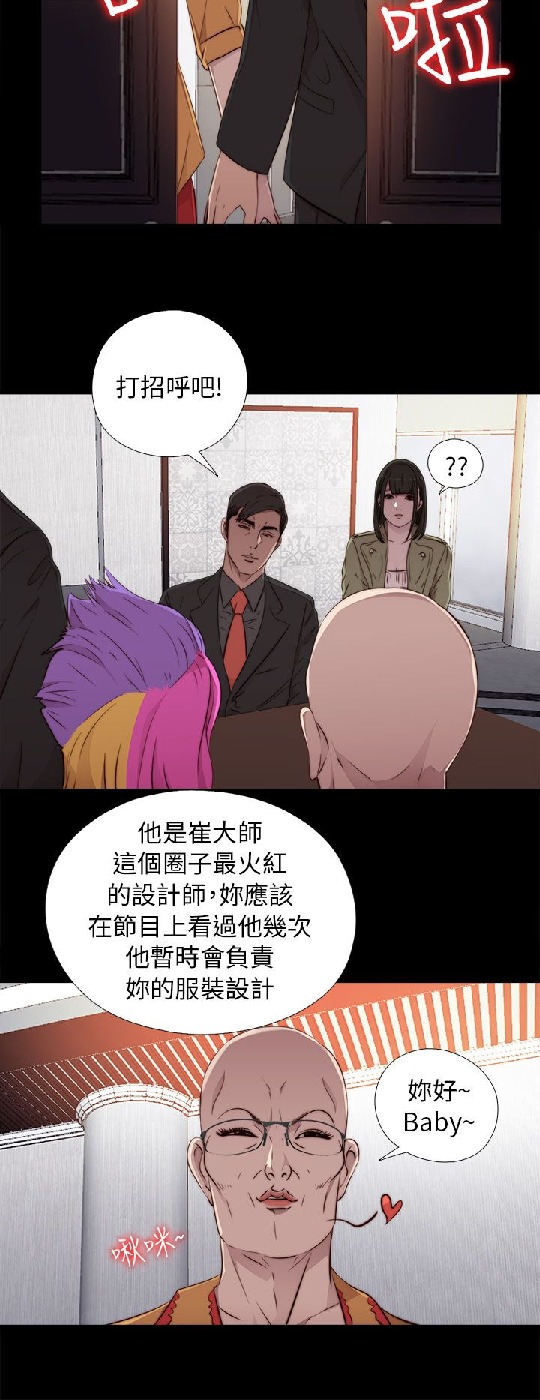 啦
打招呼吧!
??
他是崔大師
這個圈子最火紅
的設計師,妳應該
在節目上看過他幾次
他暫時會負責
妳的服裝設計
妳好~
Baby~
啾咪~